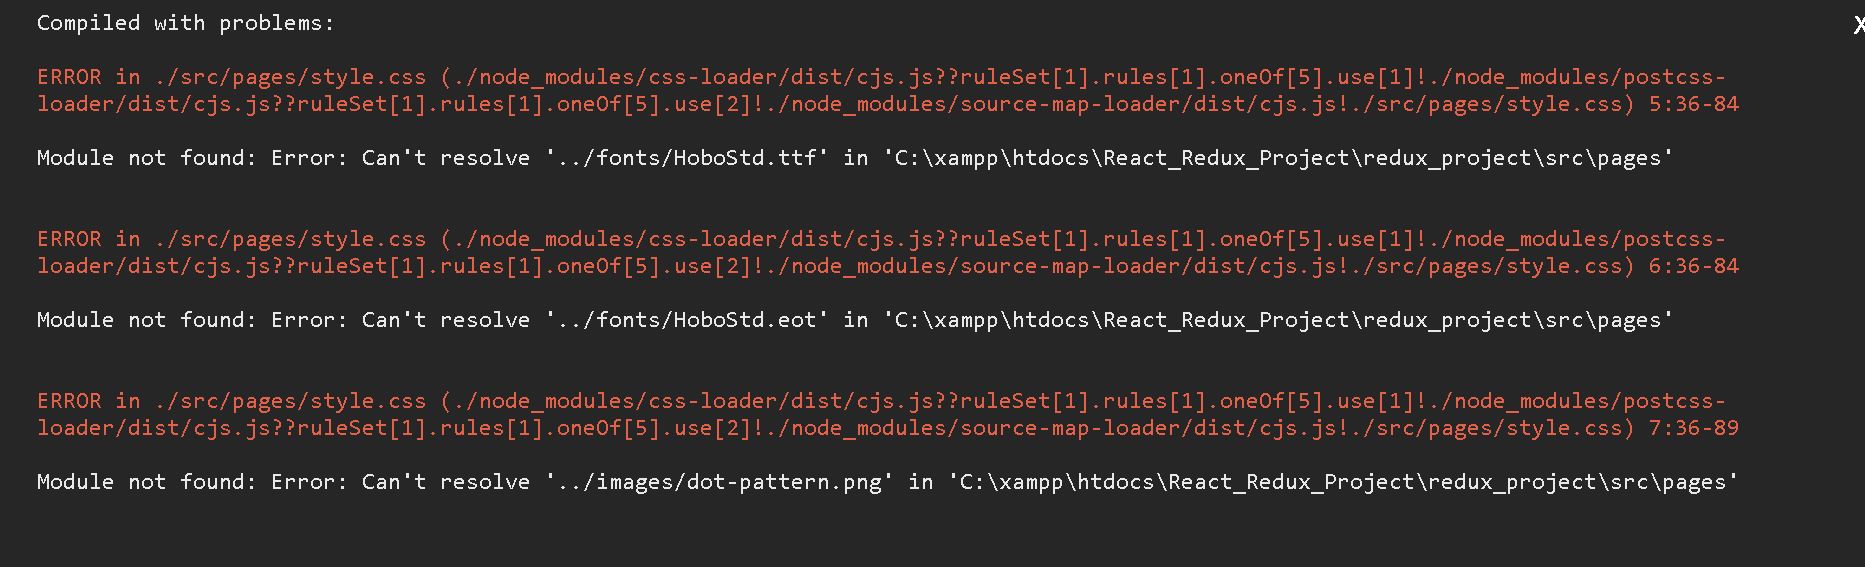 Compiled with problems:
X
ERROR in ./src/pages/style.css (./node_modules/css-loader/dist/cjs.js??ruleSet[1].rules[1].oneOf[5].use[1]!./node_modules/postcss-
loader/dist/cjs.js??ruleSet[1].rules[1].oneOf[5].use[2]!./node_modules/source-map-loader/dist/cjs.js!./src/pages/style.css) 5:36-84
Module not found: Error: Can't resolve '../fonts/HoboStd.ttf' in 'C:\xampp\htdocs\React_Redux_Project\redux_project\src\pages'
ERROR in ./src/pages/style.css (./node_modules/css-loader/dist/cjs.js??ruleSet[1].rules[1].oneOf[5].use[1]!./node_modules/postcss-
loader/dist/cjs.js??ruleSet[1].rules[1].oneOf[5].use[2]!./node_modules/source-map-loader/dist/cjs.js!./src/pages/style.css) 6:36-84
Module not found: Error: Can't resolve '../fonts/HoboStd.eot' in 'C:\xampp\htdocs\React_Redux_Project\redux_project\src\pages'
ERROR in ./src/pages/style.css (./node_modules/css-loader/dist/cjs.js??ruleSet[1].rules[1].oneOf[5].use[1]!./node_modules/postcss-
loader/dist/cjs.js??ruleSet[1].rules[1].oneOf[5].use[2]!./node_modules/source-map-loader/dist/cjs.js!./src/pages/style.css) 7:36-89
Module not found: Error: Can't resolve '../images/dot-pattern.png' in 'C:\xampp\htdocs\React_Redux_Project\redux_project\src\pages'